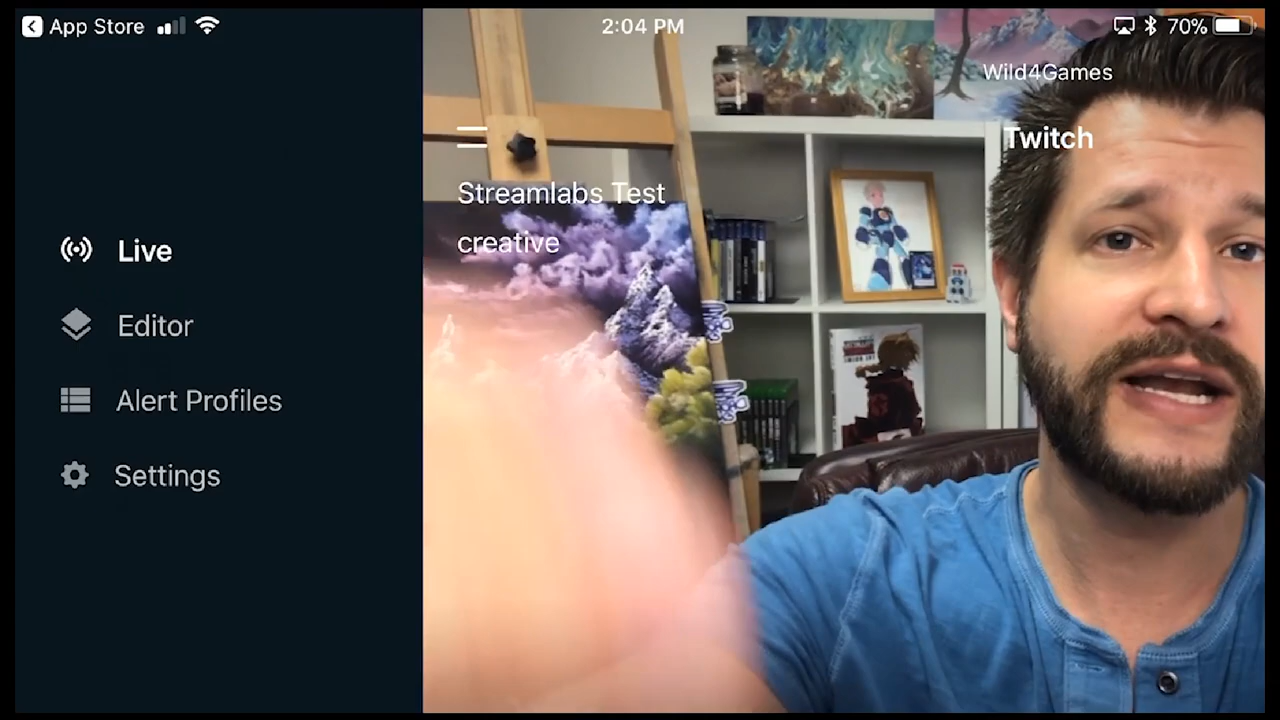 App Store
2:04 PM
70%
Wild4Games
Twitch
Streamlabs Test
creative
Live
Editor
Alert Profiles
Settings